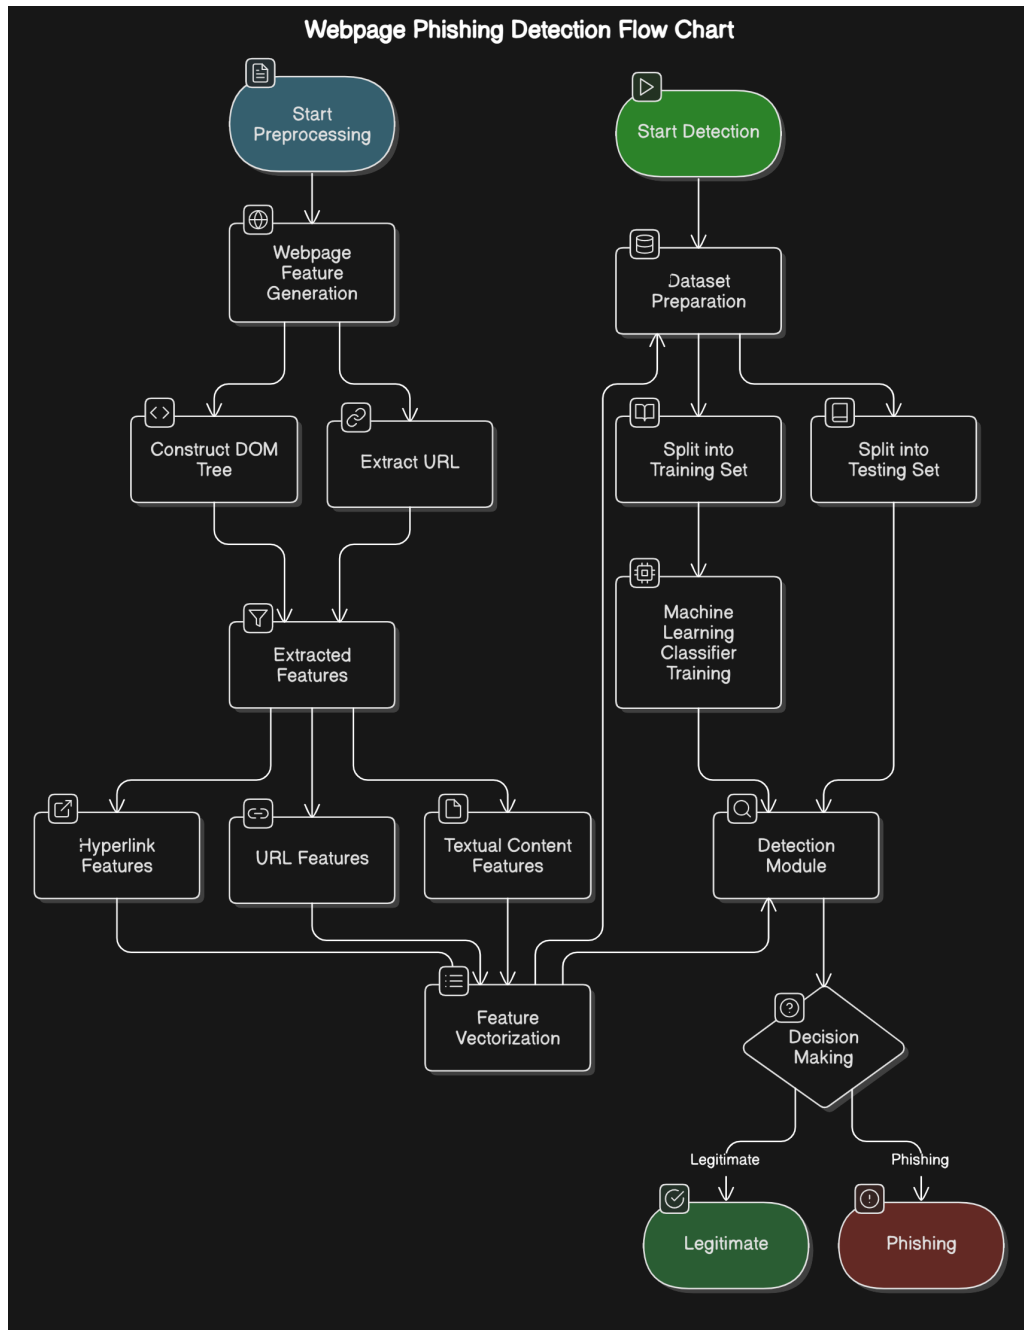 Webpage Phishing Detection Flow Chart
Start
Preprocessing
Start Detection
Webpage
Feature
Generation
Dataset
Preparation
Construct DOM
Tree
Extract URL
Split into
Training Set
Split into
Testing Set
Machine
Learning
Classifier
Training
Extracted
Features
Hyperlink
Features
URL Features
Textual Content
Features
Detection
Module
Feature
Vectorization
Decision
Making
Legitimate
Phishing
Legitimate
Phishing